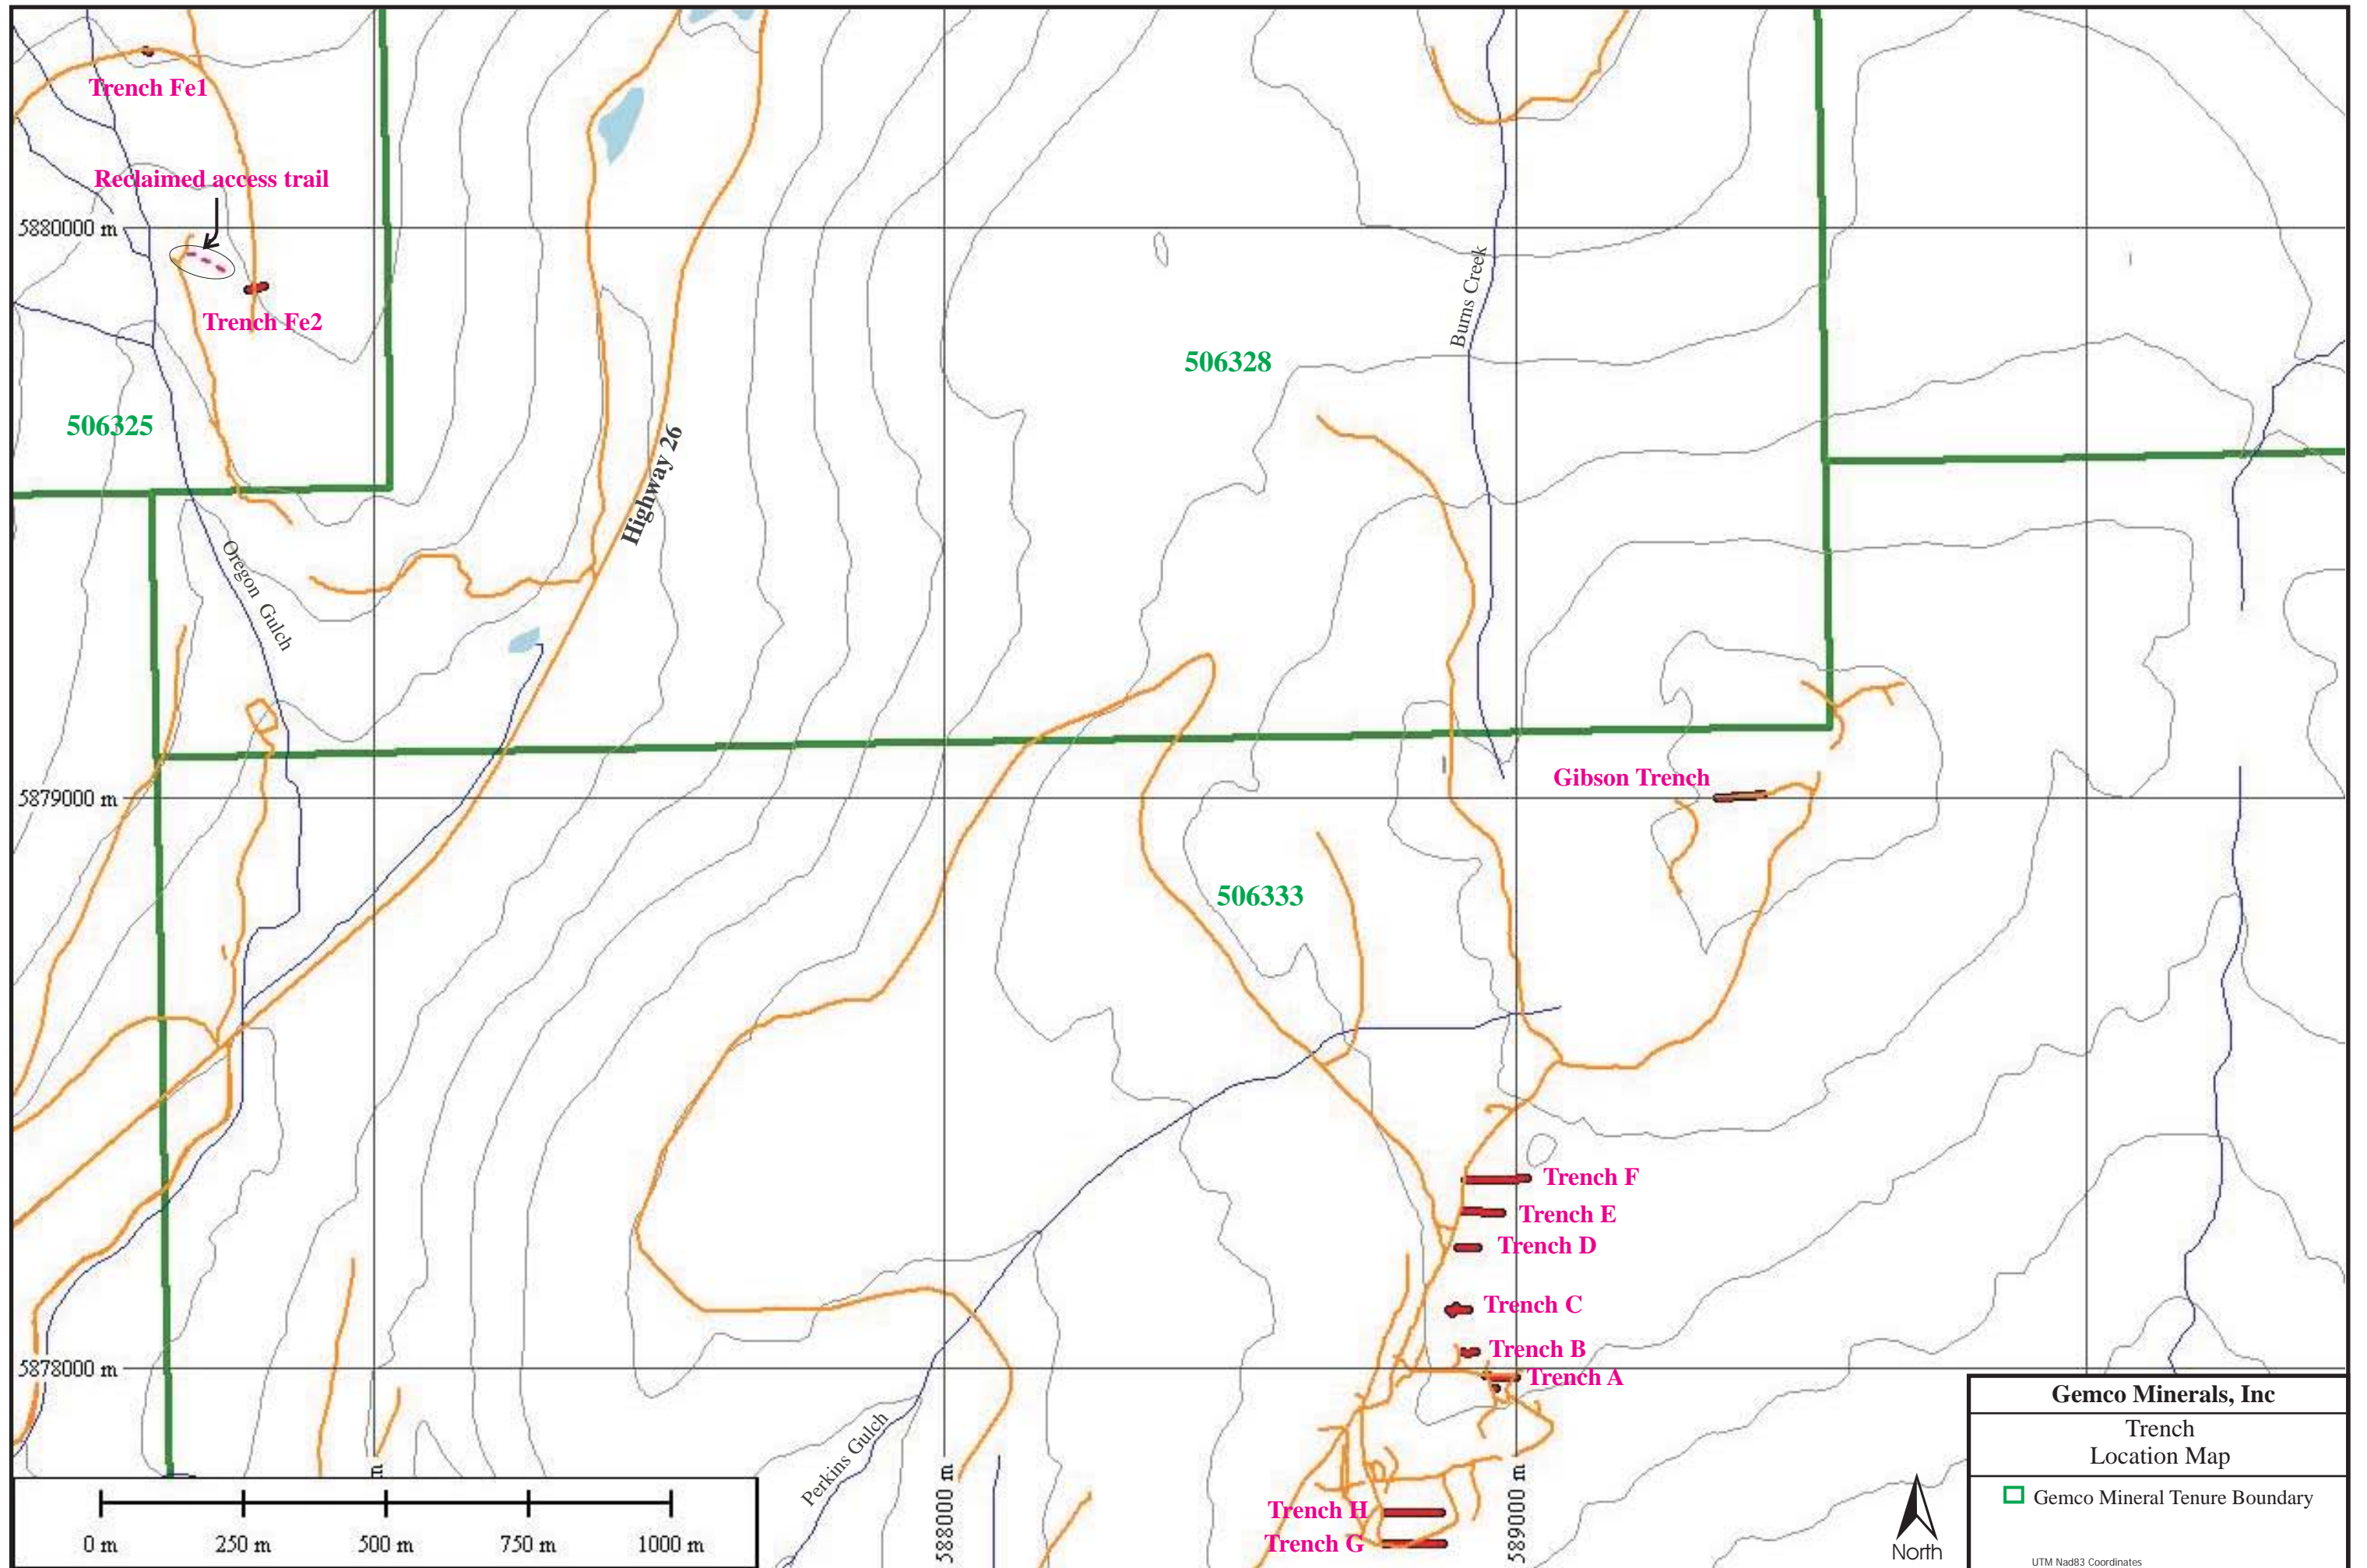 Trench Fe1
Reclaimed access trail
5880000 m
Trench Fe2
506325
506328
Burns Creek
Highway 26
Oregon Gulch
5879000 m
Gibson Trench
506333
Trench F
Trench E
Trench D
Trench C
Trench B
5878000 m
Trench A
Perkins Gulch
m
588000 m
589000 m
Trench H
Trench G
0 m 250 m 500 m 750 m 1000 m
North
Gemco Minerals, Inc
Trench
Location Map
Gemco Mineral Tenure Boundary
UTM Nad83 Coordinates